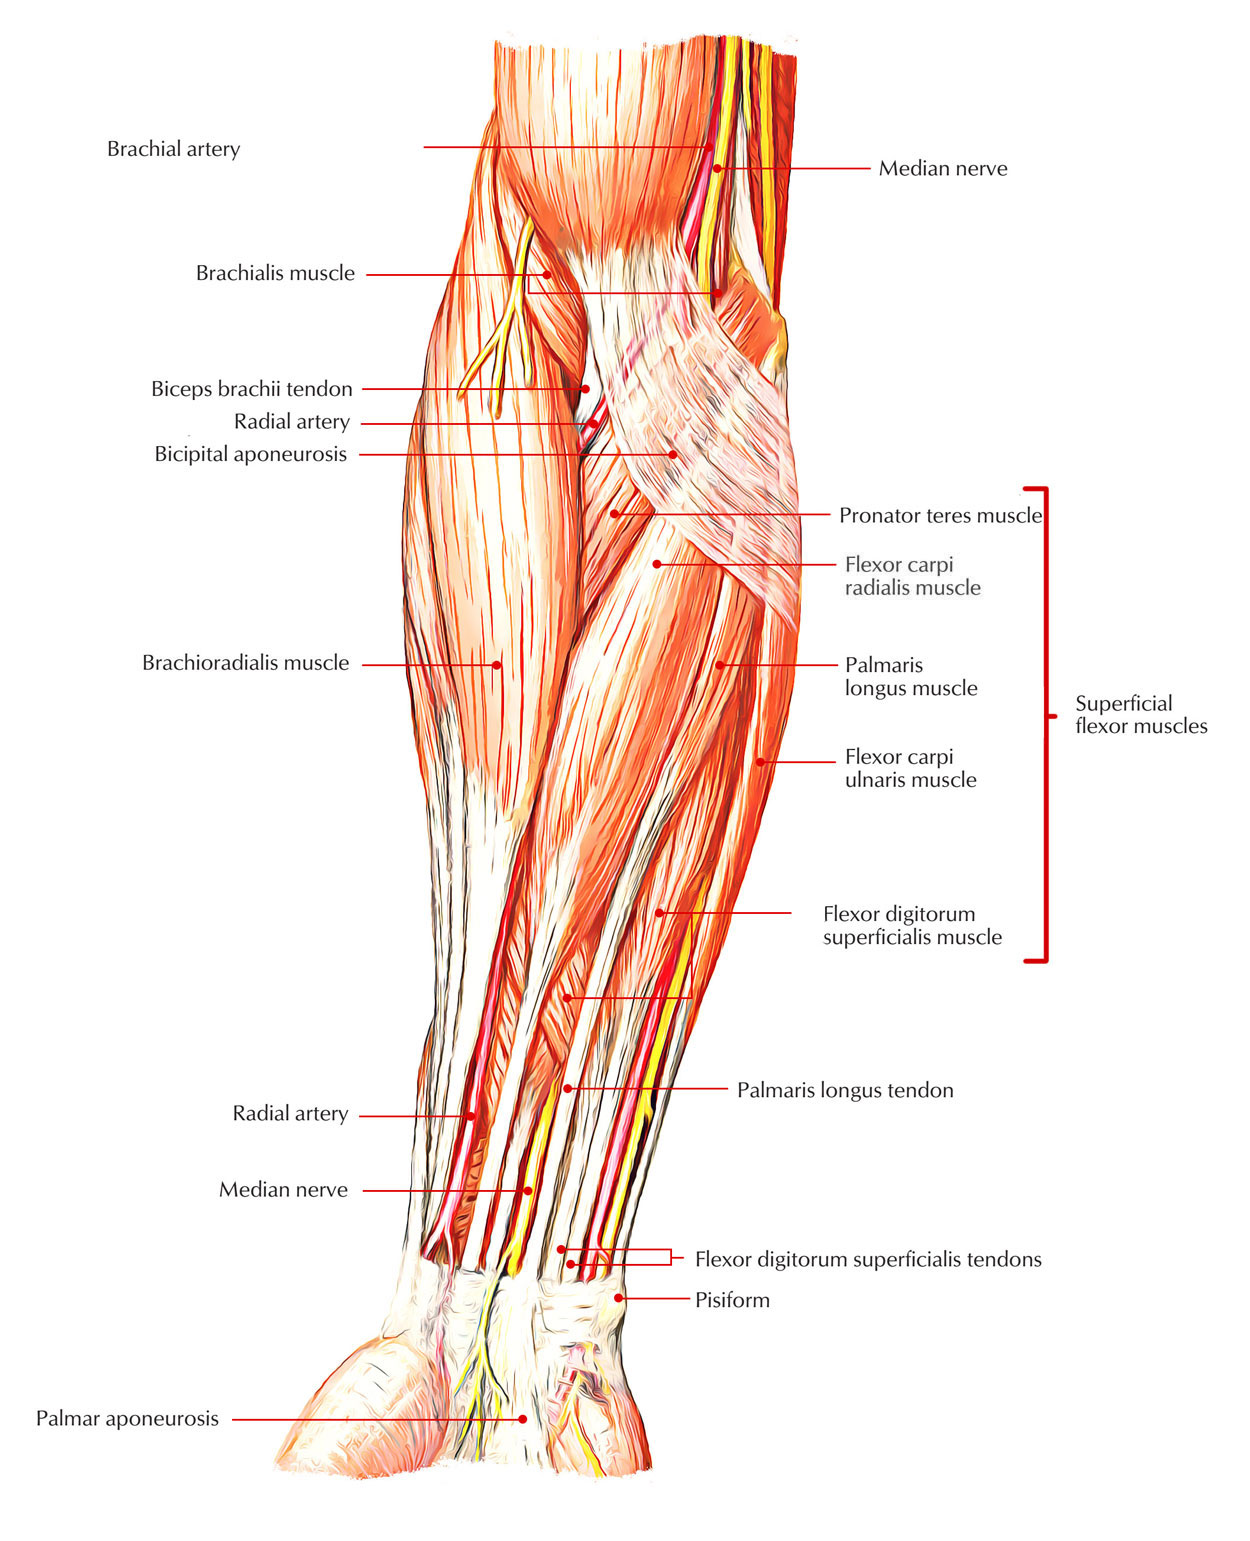 Brachial artery
Median nerve
Brachialis muscle
Biceps brachii tendon
Radial artery
Bicipital aponeurosis
Pronator teres muscle
Flexor carpi
radialis muscle
Brachioradialis muscle
Palmaris
longus muscle
Superficial
flexor muscles
Flexor carpi
ulnaris muscle
Flexor digitorum
superficialis muscle
Palmaris longus tendon
Radial artery
Median nerve
Flexor digitorum superficialis tendons
Pisiform
Palmar aponeurosis